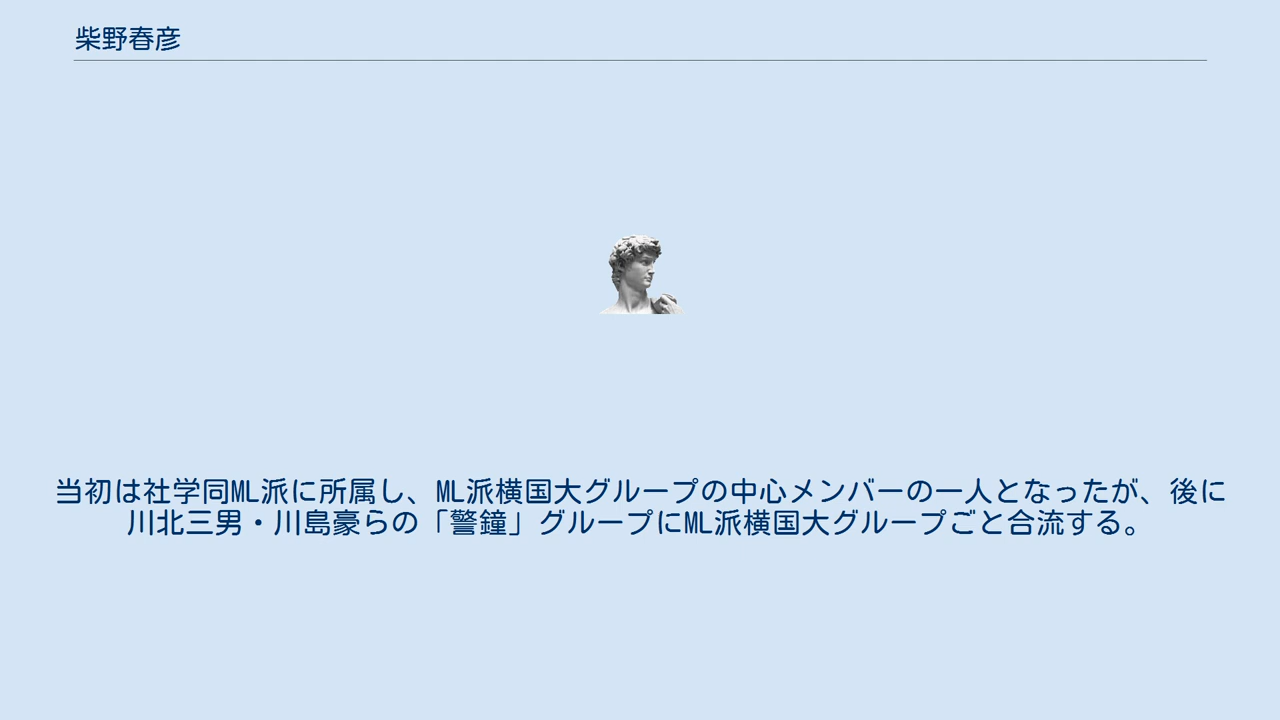 柴野春彦
当初は社学同ML派に所属し、ML派横国大グループの中心メンバーの一人となったが、後に
川北三男・川島豪らの「警鐘」グループにML派横国大グループごと合流する。